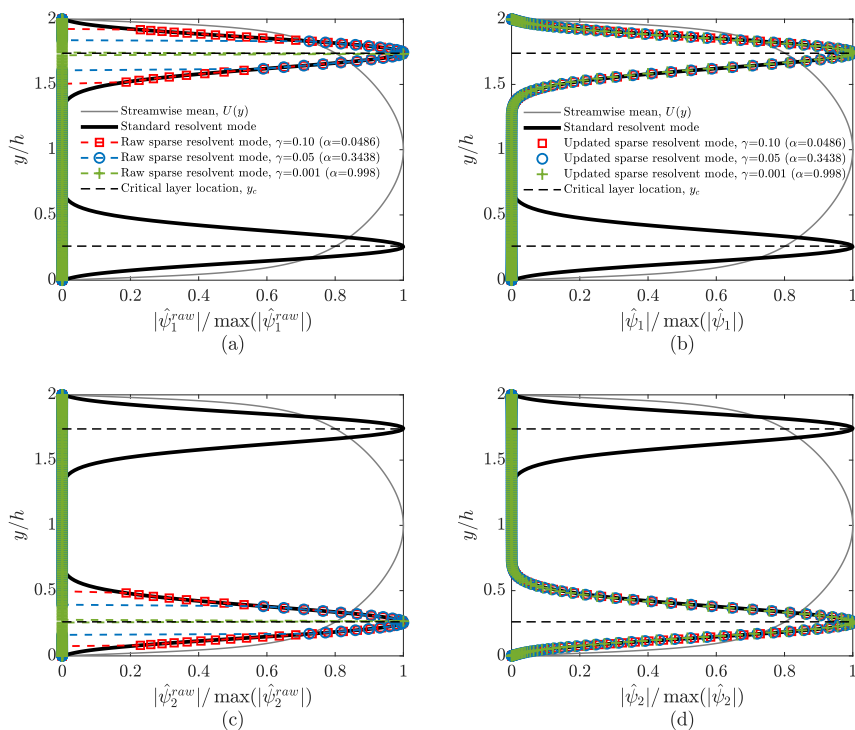 2
1.5
1
0.5
0
y/h
Streamwise mean, U(y)
Standard resolvent mode
Raw sparse resolvent mode, γ=0.10 (α=0.0486)
Raw sparse resolvent mode, γ=0.05 (α=0.3438)
Raw sparse resolvent mode, γ=0.001 (α=0.998)
Critical layer location, y_c
0 0.2 0.4 0.6 0.8 1
|ψ̂₁^raw|/ max(|ψ̂₁^raw|)
(a)
2
1.5
1
0.5
0
y/h
Streamwise mean, U(y)
Standard resolvent mode
Updated sparse resolvent mode, γ=0.10 (α=0.0486)
Updated sparse resolvent mode, γ=0.05 (α=0.3438)
Updated sparse resolvent mode, γ=0.001 (α=0.998)
Critical layer location, y_c
0 0.2 0.4 0.6 0.8 1
|ψ̂₁|/ max(|ψ̂₁|)
(b)
2
1.5
1
0.5
0
y/h
0 0.2 0.4 0.6 0.8 1
|ψ̂₂^raw|/ max(|ψ̂₂^raw|)
(c)
2
1.5
1
0.5
0
y/h
0 0.2 0.4 0.6 0.8 1
|ψ̂₂|/ max(|ψ̂₂|)
(d)